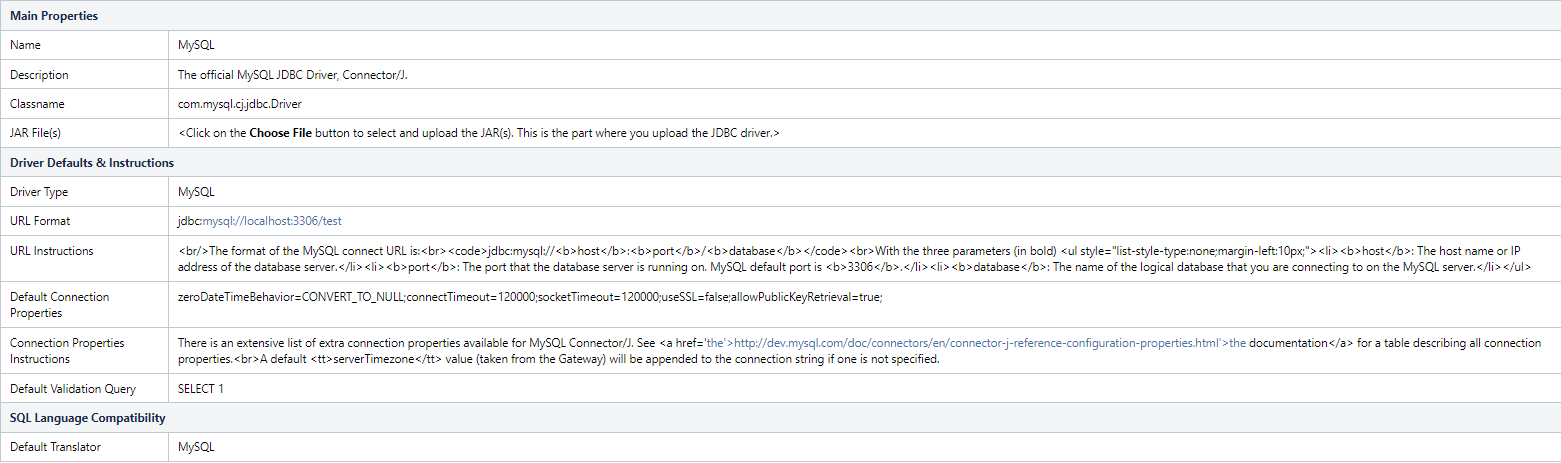 Main Properties
Name MySQL
Description The official MySQL JDBC Driver, Connector/J.
Classname com.mysql.cj.jdbc.Driver
JAR File(s) <Click on the Choose File button to select and upload the JAR(s). This is the part where you upload the JDBC driver.>
Driver Defaults & Instructions
Driver Type MySQL
URL Format jdbc:mysql://localhost:3306/test
URL Instructions <br/>The format of the MySQL connect URL is:<br><code>jdbc:mysql://<b>host</b>:<b>port</b>/<b>database</b></code><br>With the three parameters (in bold) <ul style="list-style-type:none;margin-left:10px;"><li><b>host</b>: The host name or IP
address of the database server.</li><li><b>port</b>: The port that the database server is running on. MySQL default port is <b>3306</b>.</li><li><b>database</b>: The name of the logical database that you are connecting to on the MySQL server.</li></ul>
Default Connection
Properties
zeroDateTimeBehavior=CONVERT_TO_NULL;connectTimeout=120000;socketTimeout=120000;useSSL=false;allowPublicKeyRetrieval=true;
Connection Properties
Instructions
There is an extensive list of extra connection properties available for MySQL Connector/J. See <a href='the'>http://dev.mysql.com/doc/connectors/en/connector-j-reference-configuration-properties.html'>the documentation</a> for a table describing all connection
properties.<br>A default <tt>serverTimezone</tt> value (taken from the Gateway) will be appended to the connection string if one is not specified.
Default Validation Query SELECT 1
SQL Language Compatibility
Default Translator MySQL